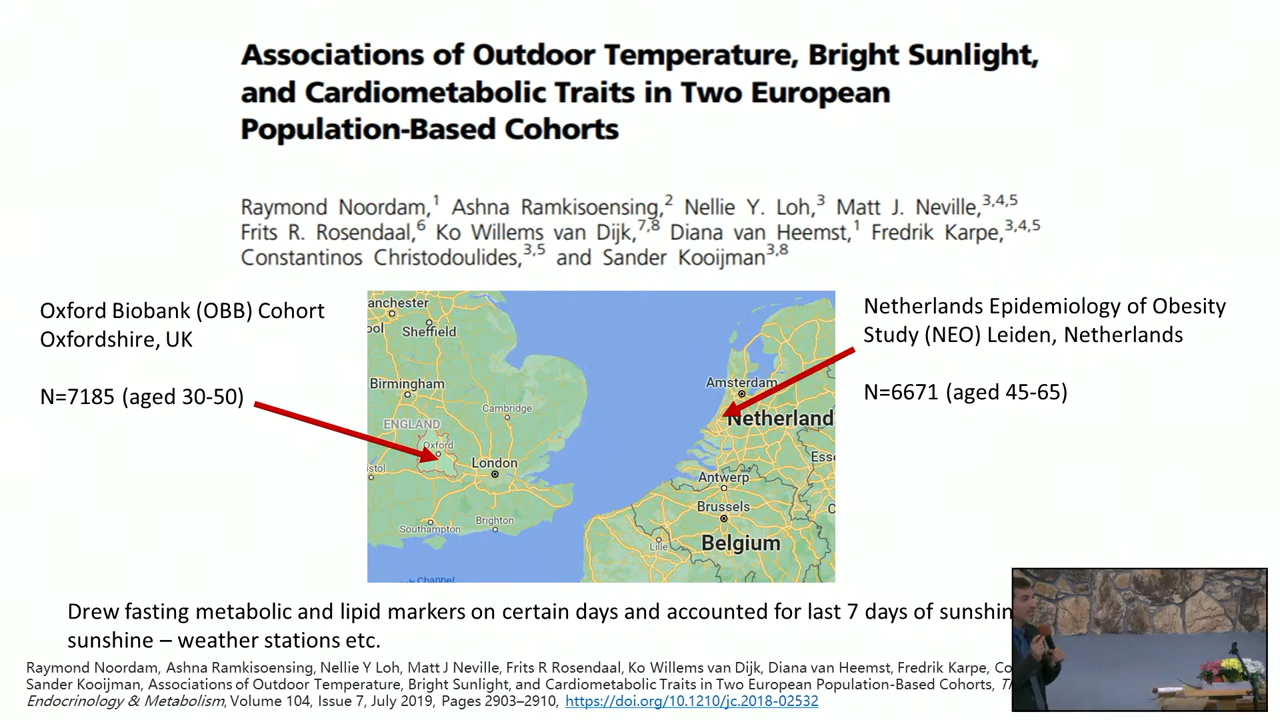 Associations of Outdoor Temperature, Bright Sunlight,
and Cardiometabolic Traits in Two European
Population-Based Cohorts
Raymond Noordam,1 Ashna Ramkisoensing,2 Nellie Y. Loh,3 Matt J. Neville,3,4,5
Frits R. Rosendaal,6 Ko Willems van Dijk,7,8 Diana van Heemst,1 Fredrik Karpe,3,4,5
Constantinos Christodoulides,3,5 and Sander Kooijman3,8
Oxford Biobank (OBB) Cohort
Oxfordshire, UK
N=7185 (aged 30-50)
anchester
ool
Sheffield
Birmingham
Cambridge
ENGLAND
Oxford
London
istol
Southampton
Brighton
Channel
Amsterdam
Netherland
Esse
Antwerp
Brussels
C
Lille
Belgium
Netherlands Epidemiology of Obesity
Study (NEO) Leiden, Netherlands
N=6671 (aged 45-65)
Drew fasting metabolic and lipid markers on certain days and accounted for last 7 days of sunshin
sunshine – weather stations etc.
Raymond Noordam, Ashna Ramkisoensing, Nellie Y Loh, Matt J Neville, Frits R Rosendaal, Ko Willems van Dijk, Diana van Heemst, Fredrik Karpe, Co
Sander Kooijman, Associations of Outdoor Temperature, Bright Sunlight, and Cardiometabolic Traits in Two European Population-Based Cohorts, T
Endocrinology & Metabolism, Volume 104, Issue 7, July 2019, Pages 2903–2910, https://doi.org/10.1210/jc.2018-02532